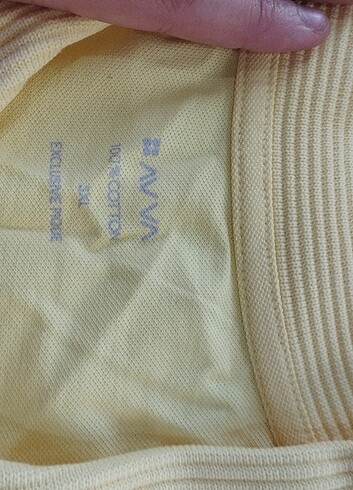 AVVA
100% COTTON
3XL
EXCLUSIVE PIQUE